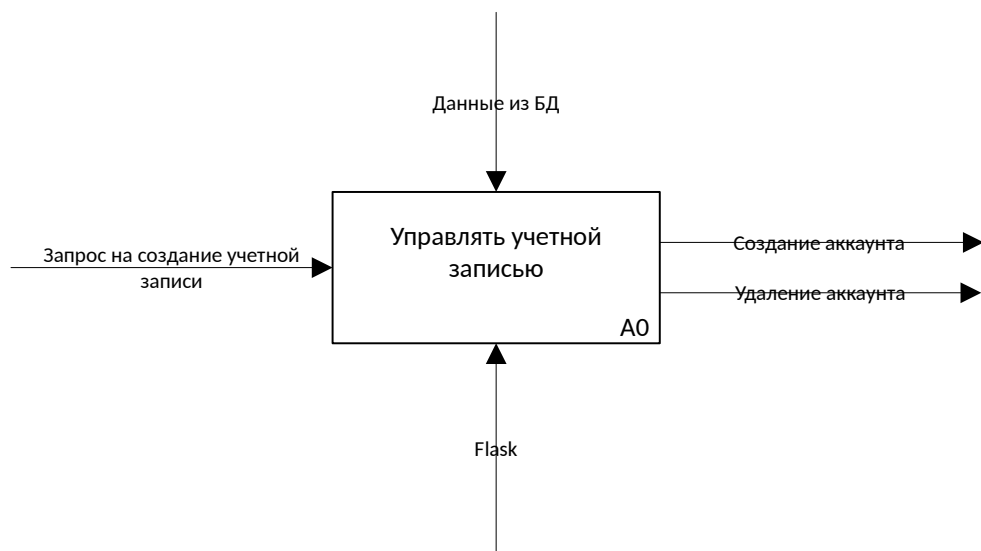 Данные из БД
Управлять учетной
записью
Запрос на создание учетной
записи
Создание аккаунта
Удаление аккаунта
A0
Flask